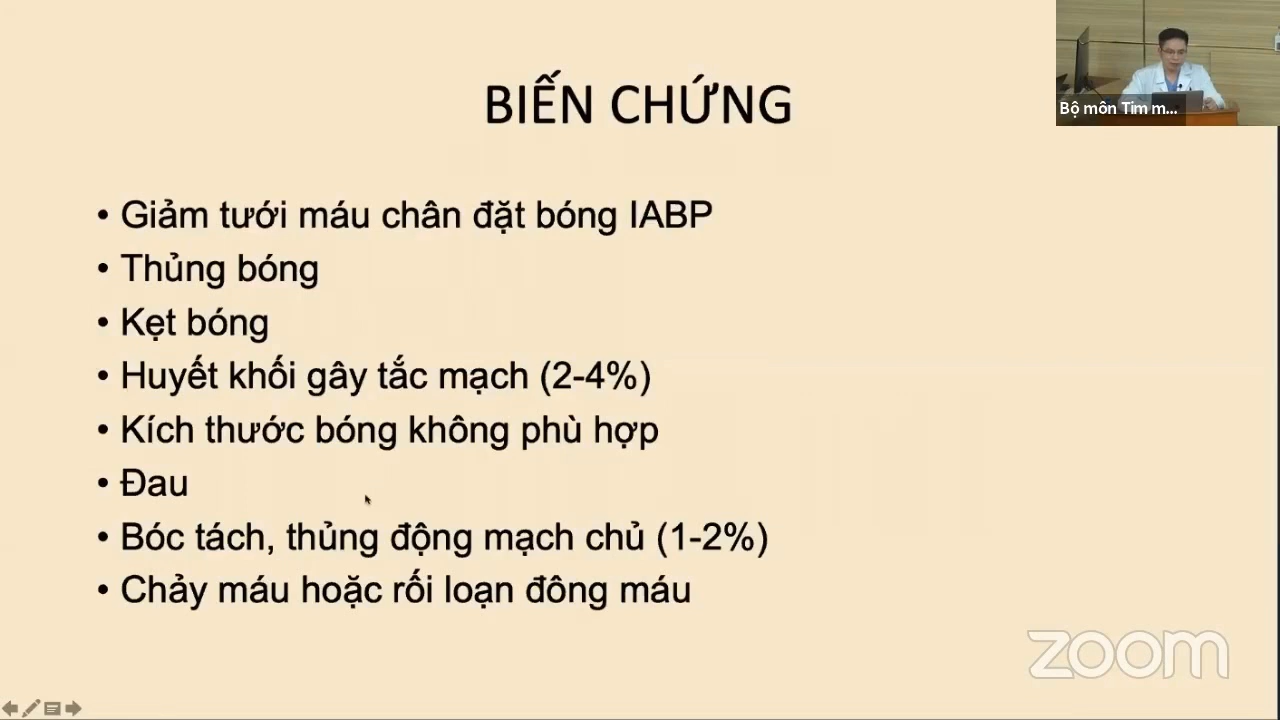 BIẾN CHỨNG
Bộ môn Tim m...
• Giảm tưới máu chân đặt bóng IABP
• Thủng bóng
• Kẹt bóng
• Huyết khối gây tắc mạch (2-4%)
• Kích thước bóng không phù hợp
• Đau
• Bóc tách, thủng động mạch chủ (1-2%)
• Chảy máu hoặc rối loạn đông máu
zoom